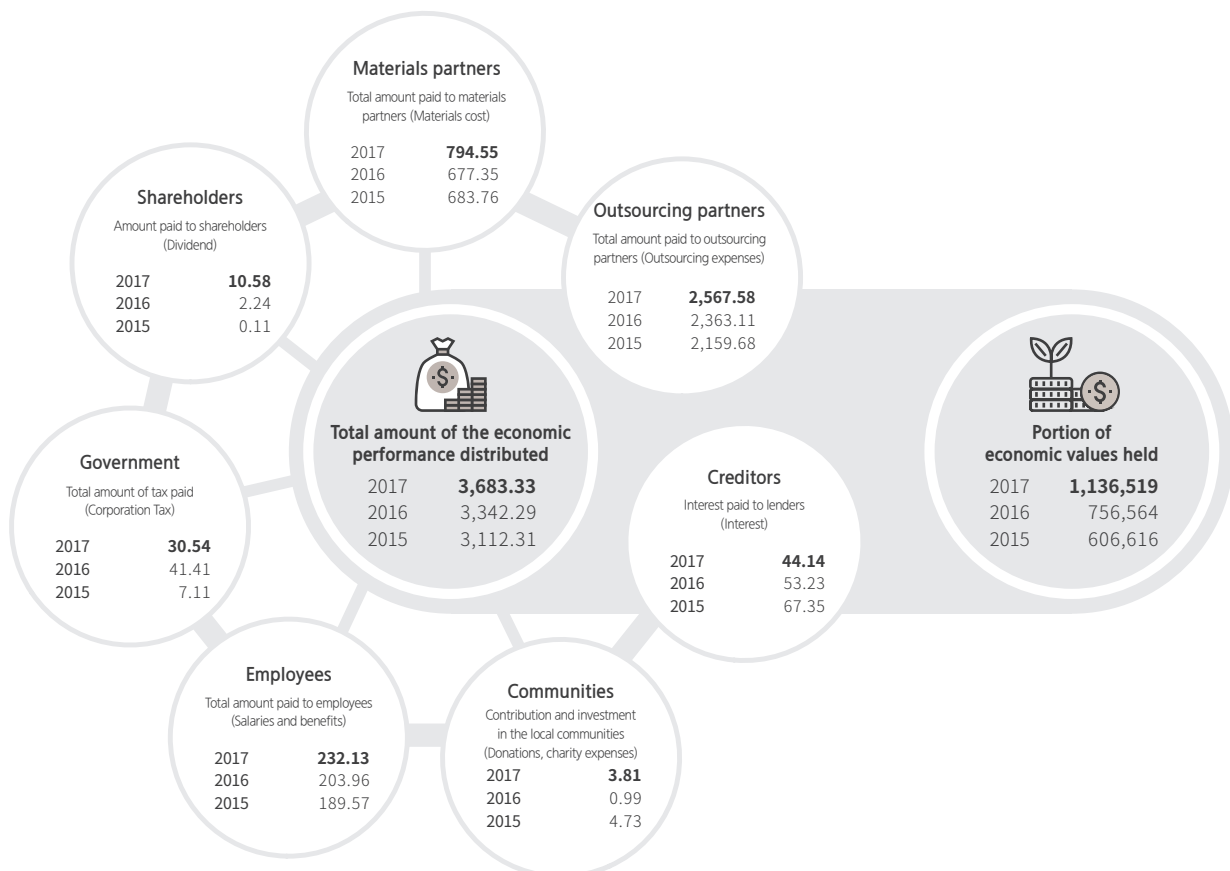 Materials partners
Total amount paid to materials
partners (Materials cost)
2017 794.55
2016 677.35
2015 683.76
Shareholders
Amount paid to shareholders
(Dividend)
2017 10.58
2016 2.24
2015 0.11
Outsourcing partners
Total amount paid to outsourcing
partners (Outsourcing expenses)
2017 2,567.58
2016 2,363.11
2015 2,159.68
Total amount of the economic
performance distributed
2017 3,683.33
2016 3,342.29
2015 3,112.31
Portion of
economic values held
2017 1,136,519
2016 756,564
2015 606,616
Government
Total amount of tax paid
(Corporation Tax)
2017 30.54
2016 41.41
2015 7.11
Creditors
Interest paid to lenders
(Interest)
2017 44.14
2016 53.23
2015 67.35
Employees
Total amount paid to employees
(Salaries and benefits)
2017 232.13
2016 203.96
2015 189.57
Communities
Contribution and investment
in the local communities
(Donations, charity expenses)
2017 3.81
2016 0.99
2015 4.73